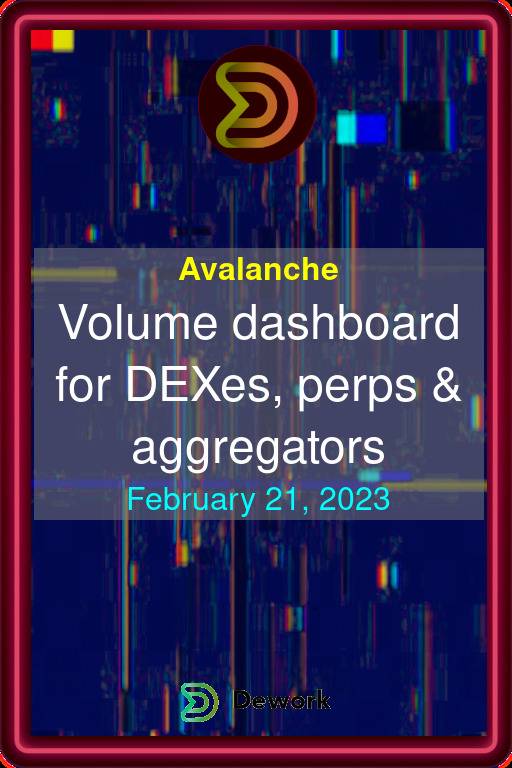 Avalanche
Volume dashboard
for DEXes, perps &
aggregators
February 21, 2023
Dework